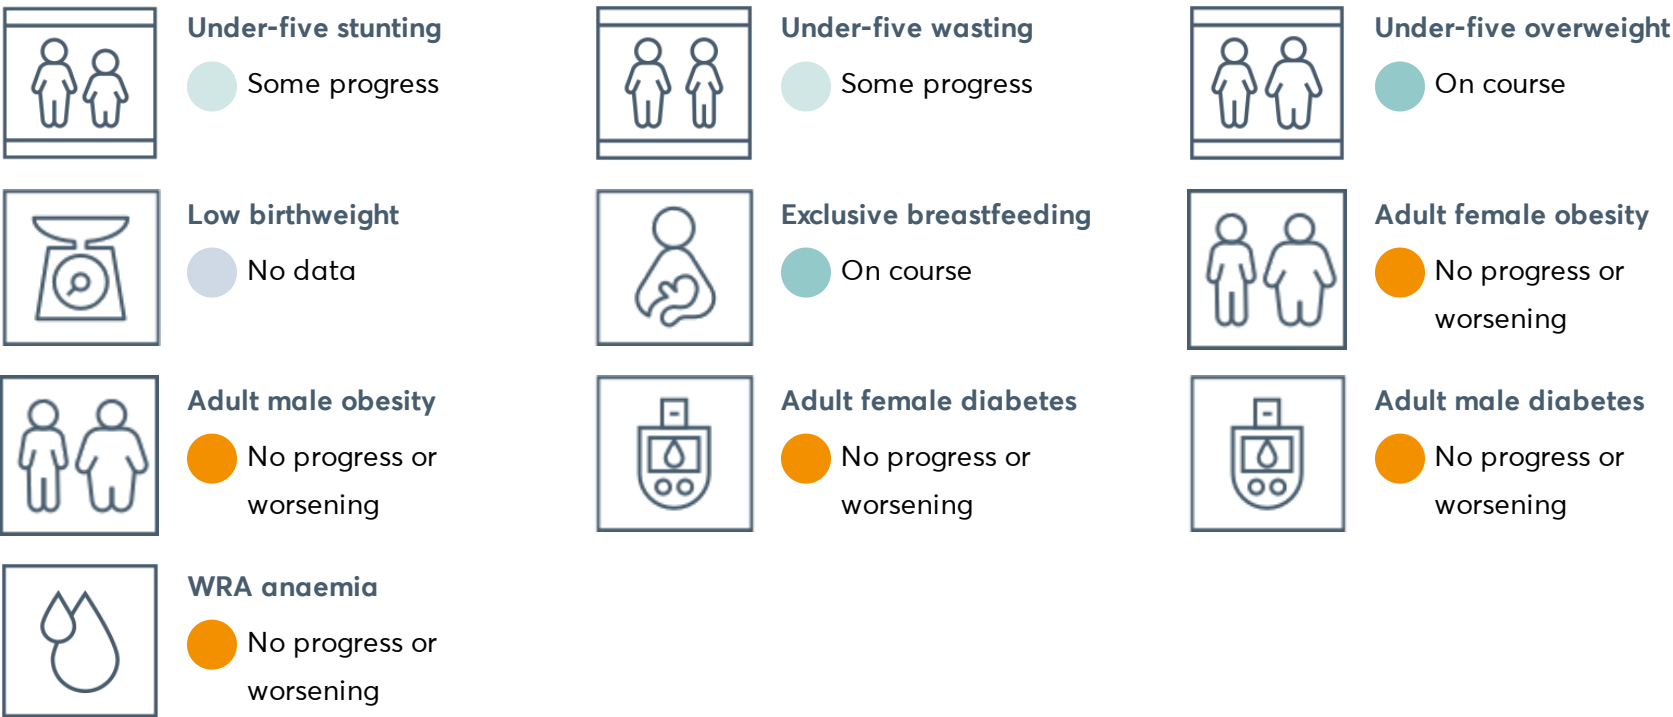 Under-five stunting
Some progress
Under-five wasting
Some progress
Under-five overweight
On course
Low birthweight
No data
Exclusive breastfeeding
On course
Adult female obesity
No progress or
worsening
Adult male obesity
No progress or
worsening
Adult female diabetes
No progress or
worsening
Adult male diabetes
No progress or
worsening
WRA anaemia
No progress or
worsening